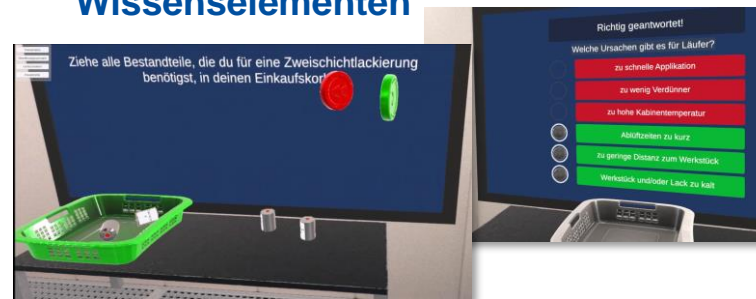 Wissenselementen
Ziehe alle Bestandteile, die du für eine Zweischichtlackierung
benötigst, in deinen
Richtig geantwortet!
Welche Ursachen gibt es für Läufer?
zu schnelle Applikation
zu wenig Verdünner
zu hohe Kabinentemperatur
Ablüftzeiten zu kurz
zu geringe Distanz zum Werkstück
Werkstück und/oder Lack zu kalt